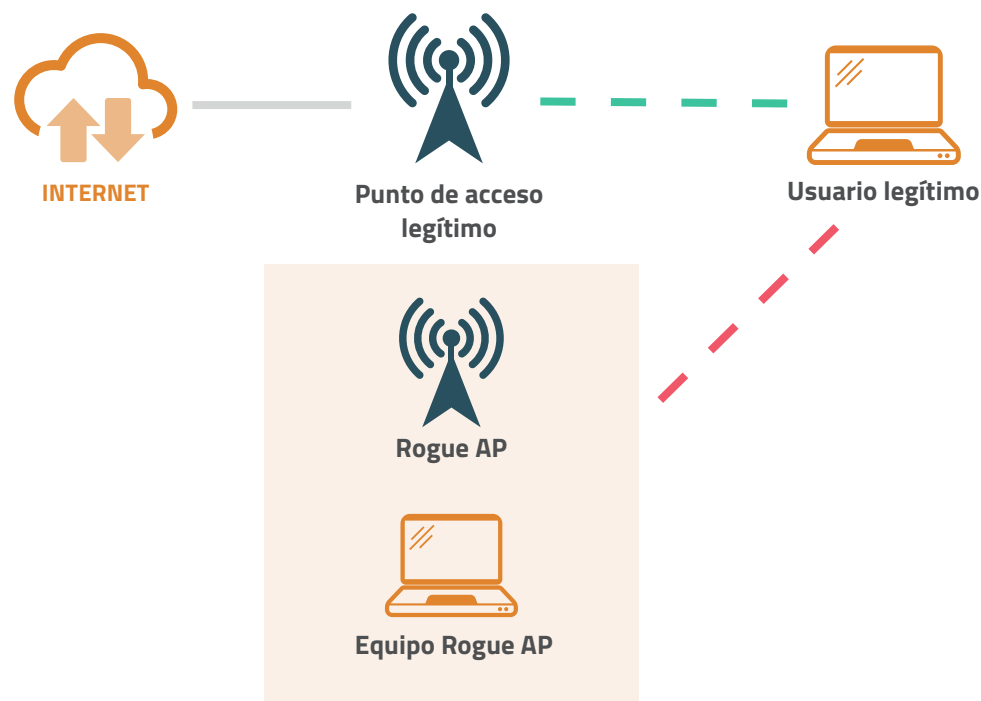 INTERNET
Punto de acceso
legítimo
Usuario legítimo
Rogue AP
Equipo Rogue AP